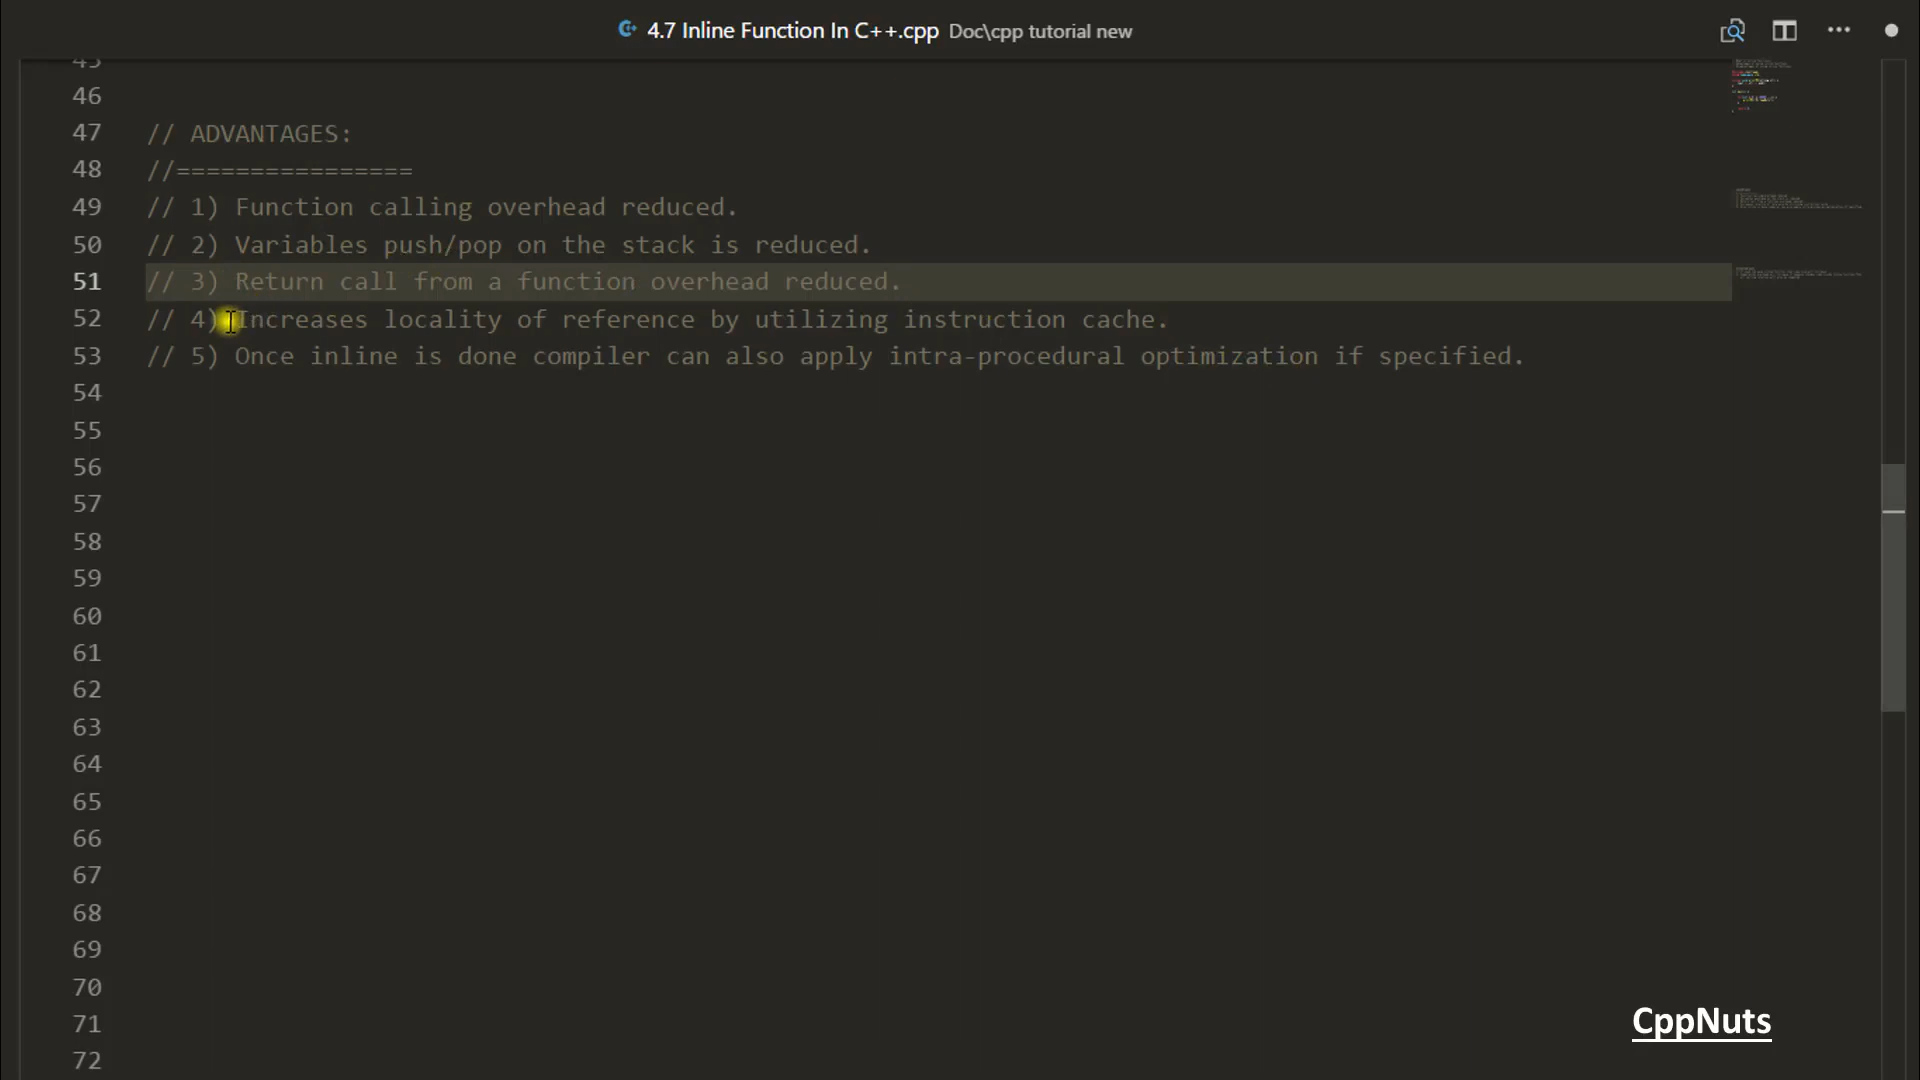 4.7 Inline Function In C++.cpp Doc\cpp tutorial new
45
46
47 // ADVANTAGES:
48 //================
49 // 1) Function calling overhead reduced.
50 // 2) Variables push/pop on the stack is reduced.
51 // 3) Return call from a function overhead reduced.
52 // 4) Increases locality of reference by utilizing instruction cache.
53 // 5) Once inline is done compiler can also apply intra-procedural optimization if specified.
54
55
56
57
58
59
60
61
62
63
64
65
66
67
68
69
70
71
72
CppNuts